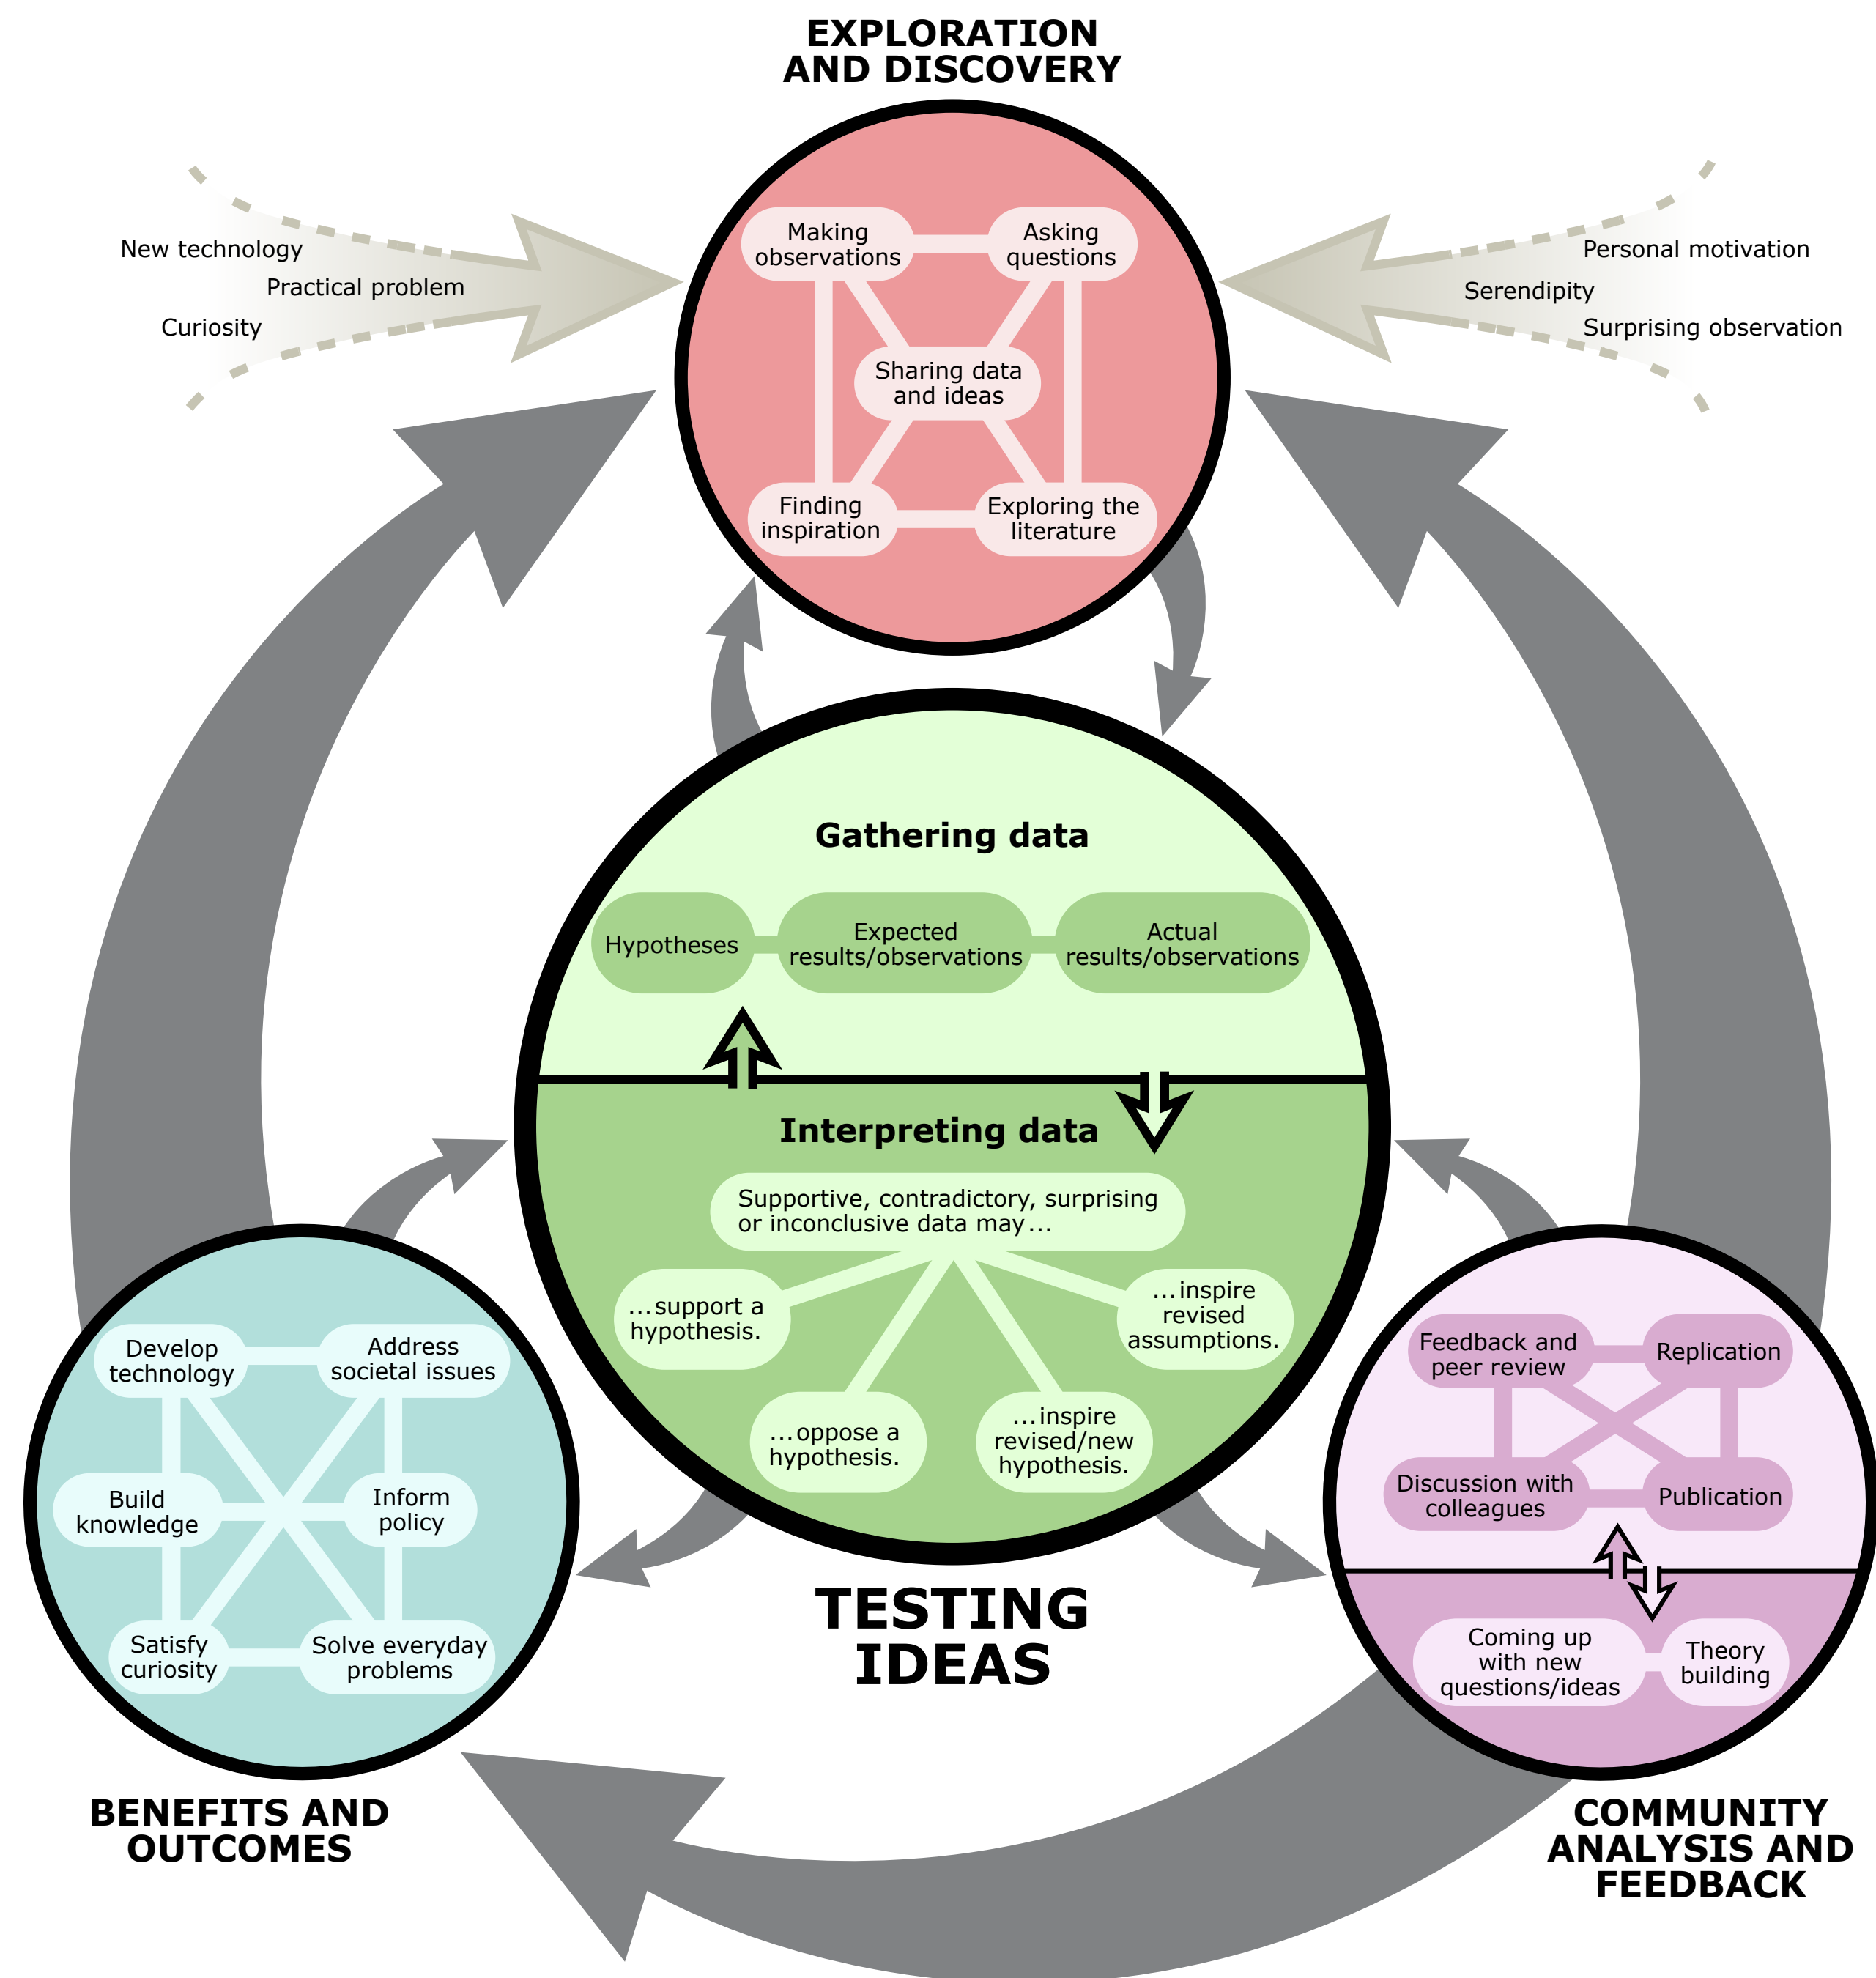 EXPLORATION
AND DISCOVERY
New technology
Practical problem
Curiosity
Personal motivation
Serendipity
Surprising observation
Making
observations
Asking
questions
Sharing data
and ideas
Finding
inspiration
Exploring the
literature
Gathering data
Hypotheses
Expected
results/observations
Actual
results/observations
Interpreting data
Supportive, contradictory, surprising
or inconclusive data may...
...support a
hypothesis.
...oppose a
hypothesis.
...inspire
revised/new
hypothesis.
...inspire
revised
assumptions.
TESTING
IDEAS
Develop
technology
Address
societal issues
Build
knowledge
Inform
policy
Satisfy
curiosity
Solve everyday
problems
BENEFITS AND
OUTCOMES
Feedback and
peer review
Replication
Discussion with
colleagues
Publication
Coming up
with new
questions/ideas
Theory
building
COMMUNITY
ANALYSIS AND
FEEDBACK